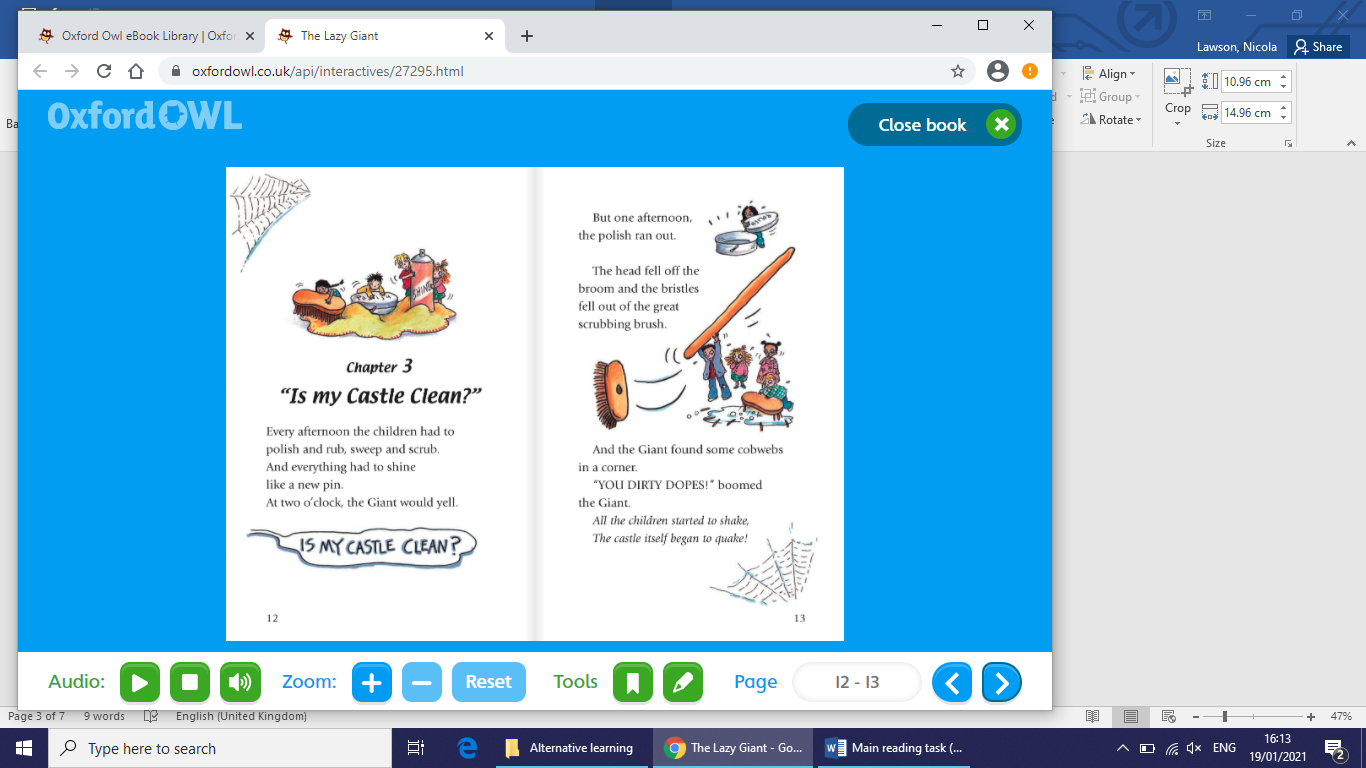 Oxford Owl eBook Library | Oxfo
The Lazy Giant
Lawson, Nicola
Share
oxfordowl.co.uk/api/interactives/27295.html
Align
Group
Rotate
Crop
10.96 cm
14.96 cm
Size
Ba
Oxford OWL
Close book
SHINE
Chapter 3
“Is my Castle Clean?”
Every afternoon the children had to
polish and rub, sweep and scrub.
And everything had to shine
like a new pin.
At two o’clock, the Giant would yell.
IS MY CASTLE CLEAN?
12
But one afternoon,
the polish ran out.
The head fell off the
broom and the bristles
fell out of the great
scrubbing brush.
And the Giant found some cobwebs
in a corner.
“YOU DIRTY DOPES!” boomed
the Giant.
All the children started to shake,
The castle itself began to quake!
13
Audio:
Zoom:
Reset
Tools
Page
12 - 13
Page 3 of 7
9 words
English (United Kingdom)
47%
Type here to search
Alternative learning
The Lazy Giant - Go...
Main reading task (...
ENG
16:13
19/01/2021
2